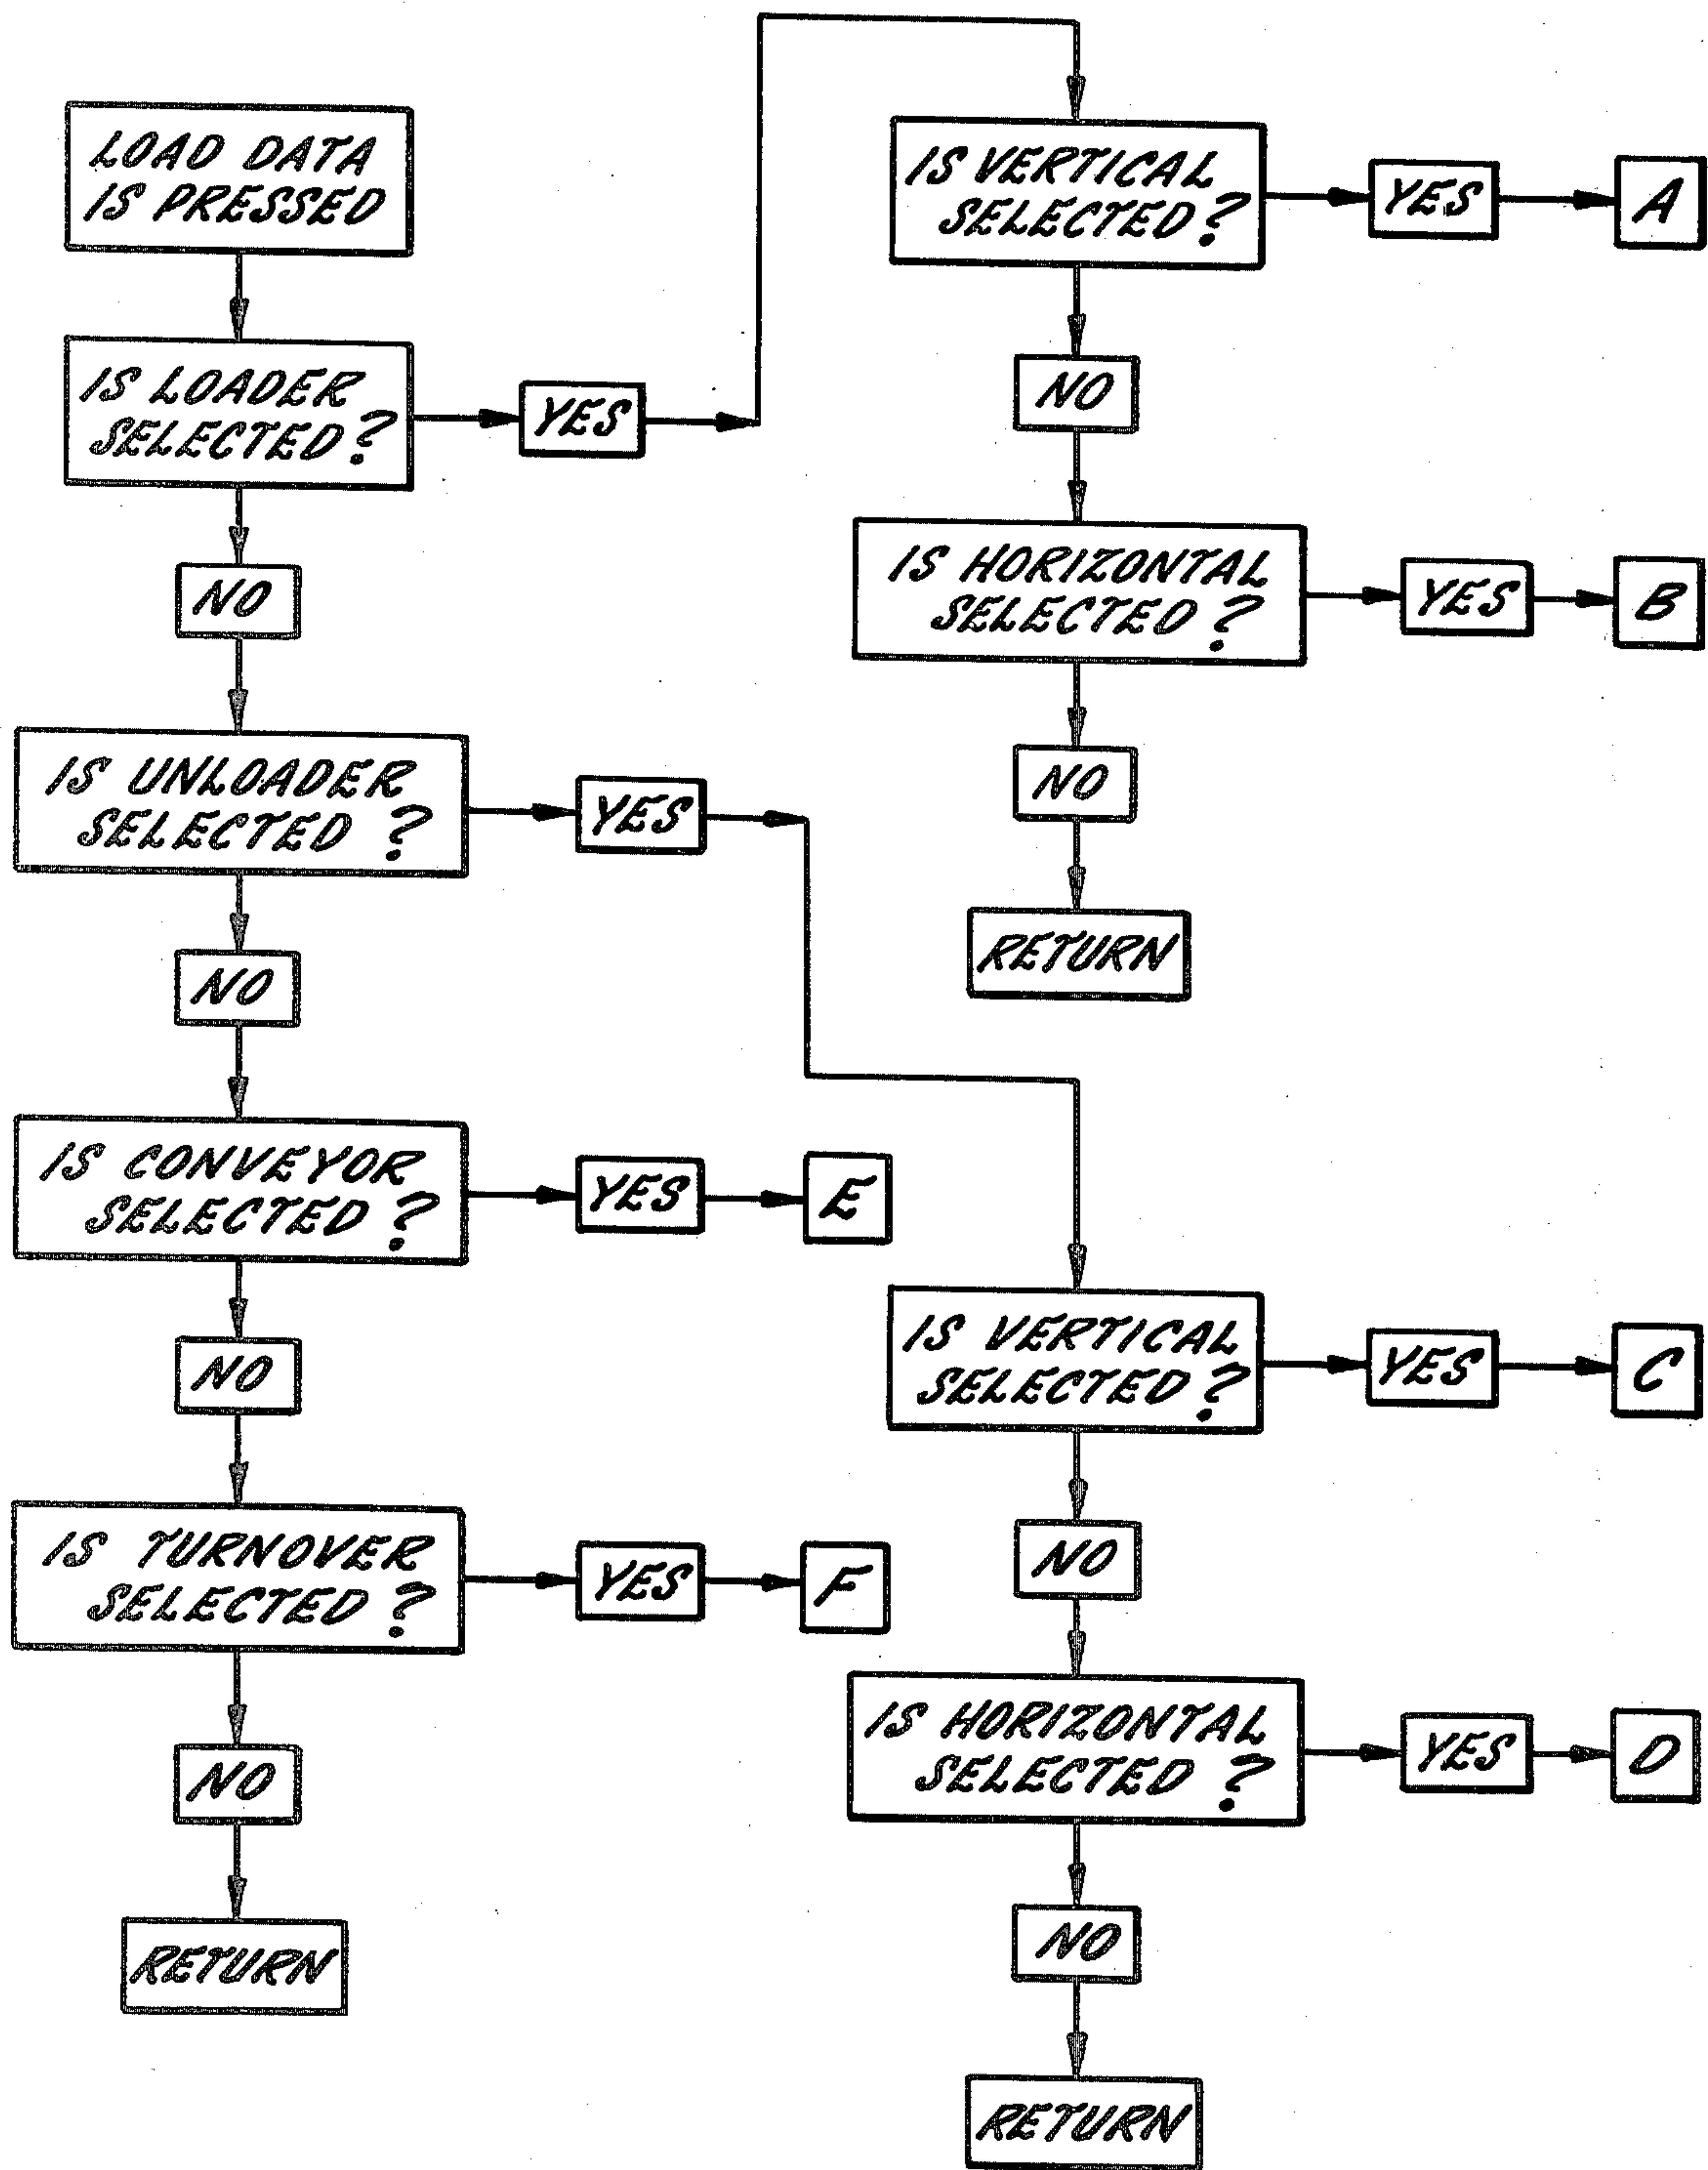 LOAD DATA
IS PRESSED
IS LOADER
SELECTED?
YES
NO
IS UNLOADER
SELECTED ?
YES
NO
IS CONVEYOR
SELECTED ?
YES
E
NO
IS TURNOVER
SELECTED ?
YES
F
NO
RETURN
IS VERTICAL
SELECTED?
YES
A
NO
IS HORIZONTAL
SELECTED ?
YES
B
NO
RETURN
IS VERTICAL
SELECTED ?
YES
C
NO
IS HORIZONTAL
SELECTED ?
YES
D
NO
RETURN